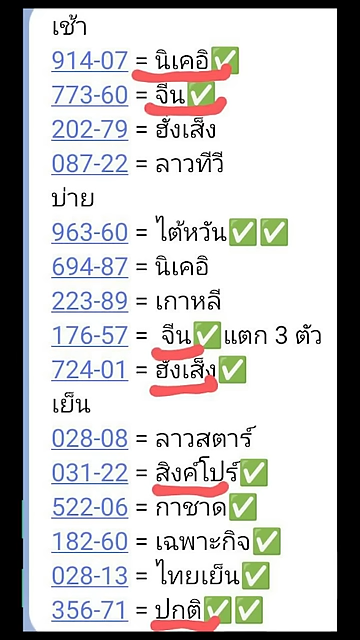 เช้า
914-07 = นิเคอิ✅
773-60 = จีน✅
202-79 = ฮั่งเส็ง
087-22 = ลาวทีวี
บ่าย
963-60 = ไต้หวัน✅✅
694-87 = นิเคอิ
223-89 = เกาหลี
176-57 = จีน✅แตก 3 ตัว
724-01 = ฮั่งเส็ง✅
เย็น
028-08 = ลาวสตาร์
031-22 = สิงค์โปร์✅
522-06 = กาชาด✅
182-60 = เฉพาะกิจ✅
028-13 = ไทยเย็น✅
356-71 = ปกติ✅✅